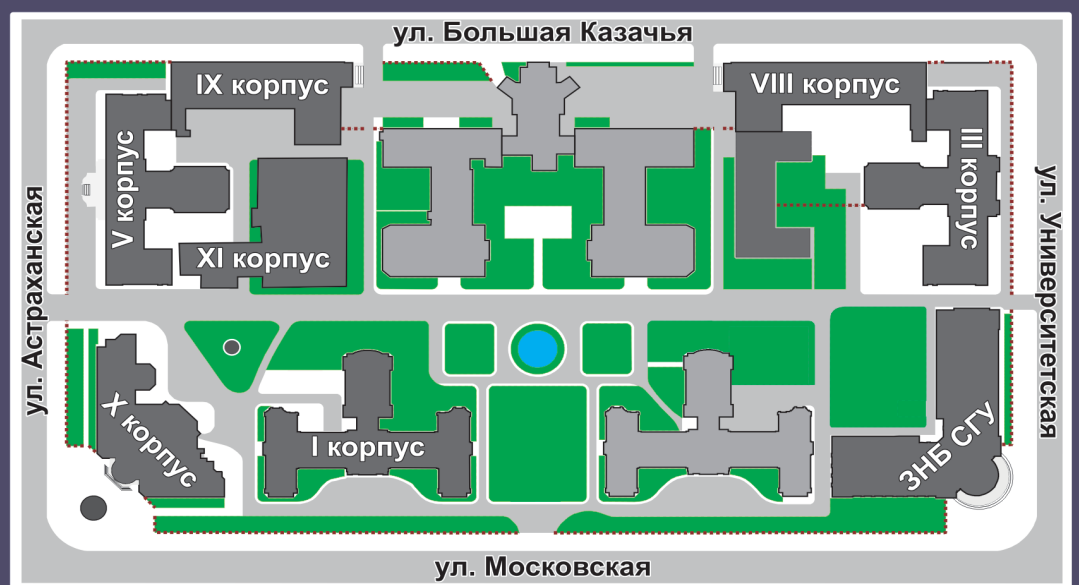 ул. Большая Казачья
IX корпус
VIII корпус
V корпус
III корпус
XI корпус
ул. Астраханская
ул. Университетская
X корпус
I корпус
ЗНБ СГУ
ул. Московская